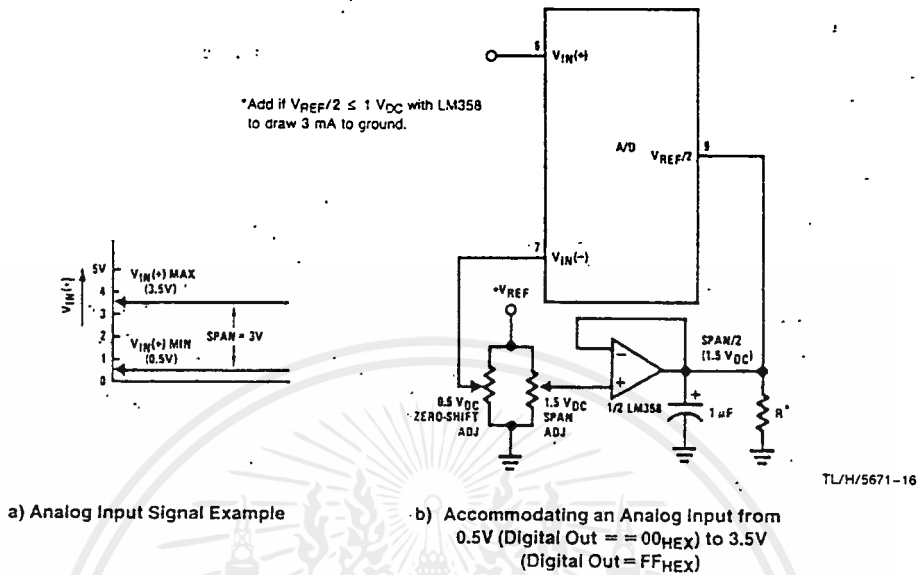 6
VIN(+)
*Add if VREF/2 ≤ 1 VDC with LM358
to draw 3 mA to ground.
A/D
VREF/2
9
7
VIN(–)
VIN(+)
5V
4
3
2
1
0
VIN(+) MAX
(3.5V)
SPAN = 3V
VIN(+) MIN
(0.5V)
+VREF
0.5 VDC
ZERO-SHIFT
ADJ
1.5 VDC
SPAN
ADJ
–
+
1/2 LM358
SPAN/2
(1.5 VDC)
+
1 µF
R*
TL/H/5671–16
a) Analog Input Signal Example
b) Accommodating an Analog Input from
0.5V (Digital Out = = 00HEX) to 3.5V
(Digital Out = FFHEX)